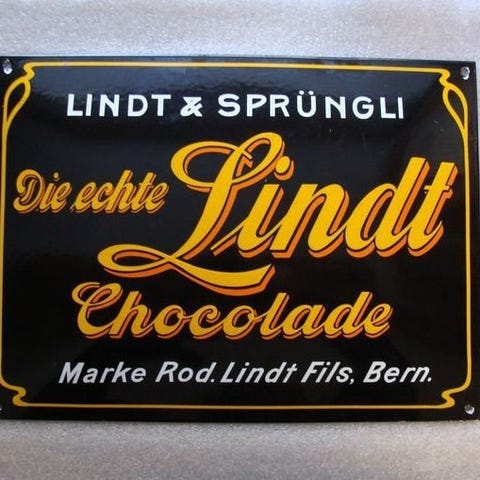 LINDT & SPRÜNGLI
Die echte Lindt
Chocolade
Marke Rod. Lindt Fils, Bern.